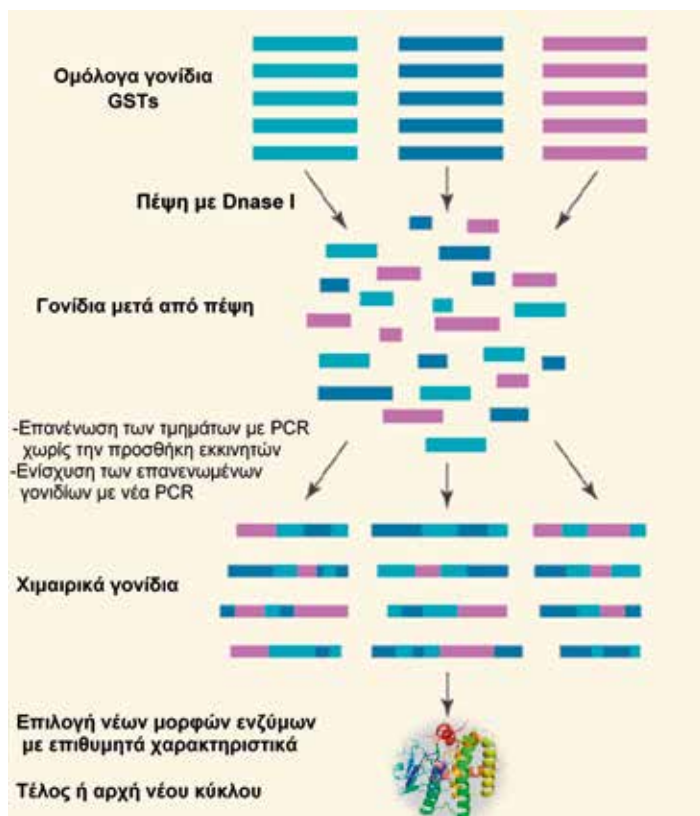 Ομόλογα γονίδια
GSTs
Πέψη με Dnase I
Γονίδια μετά από πέψη
-Επανένωση των τμημάτων με PCR
χωρίς την προσθήκη εκκινητών
-Ενίσχυση των επανενωμένων
γονιδίων με νέα PCR
Χιμαιρικά γονίδια
Επιλογή νέων μορφών ενζύμων
με επιθυμητά χαρακτηριστικά
Τέλος ή αρχή νέου κύκλου